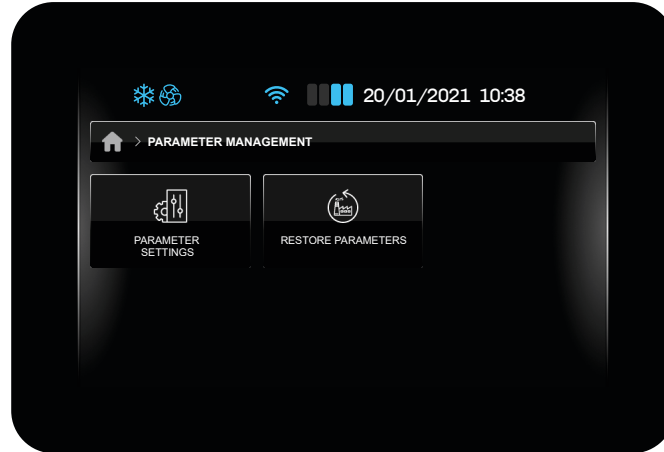 20/01/2021 10:38
> PARAMETER MANAGEMENT
PARAMETER
SETTINGS
RESTORE PARAMETERS